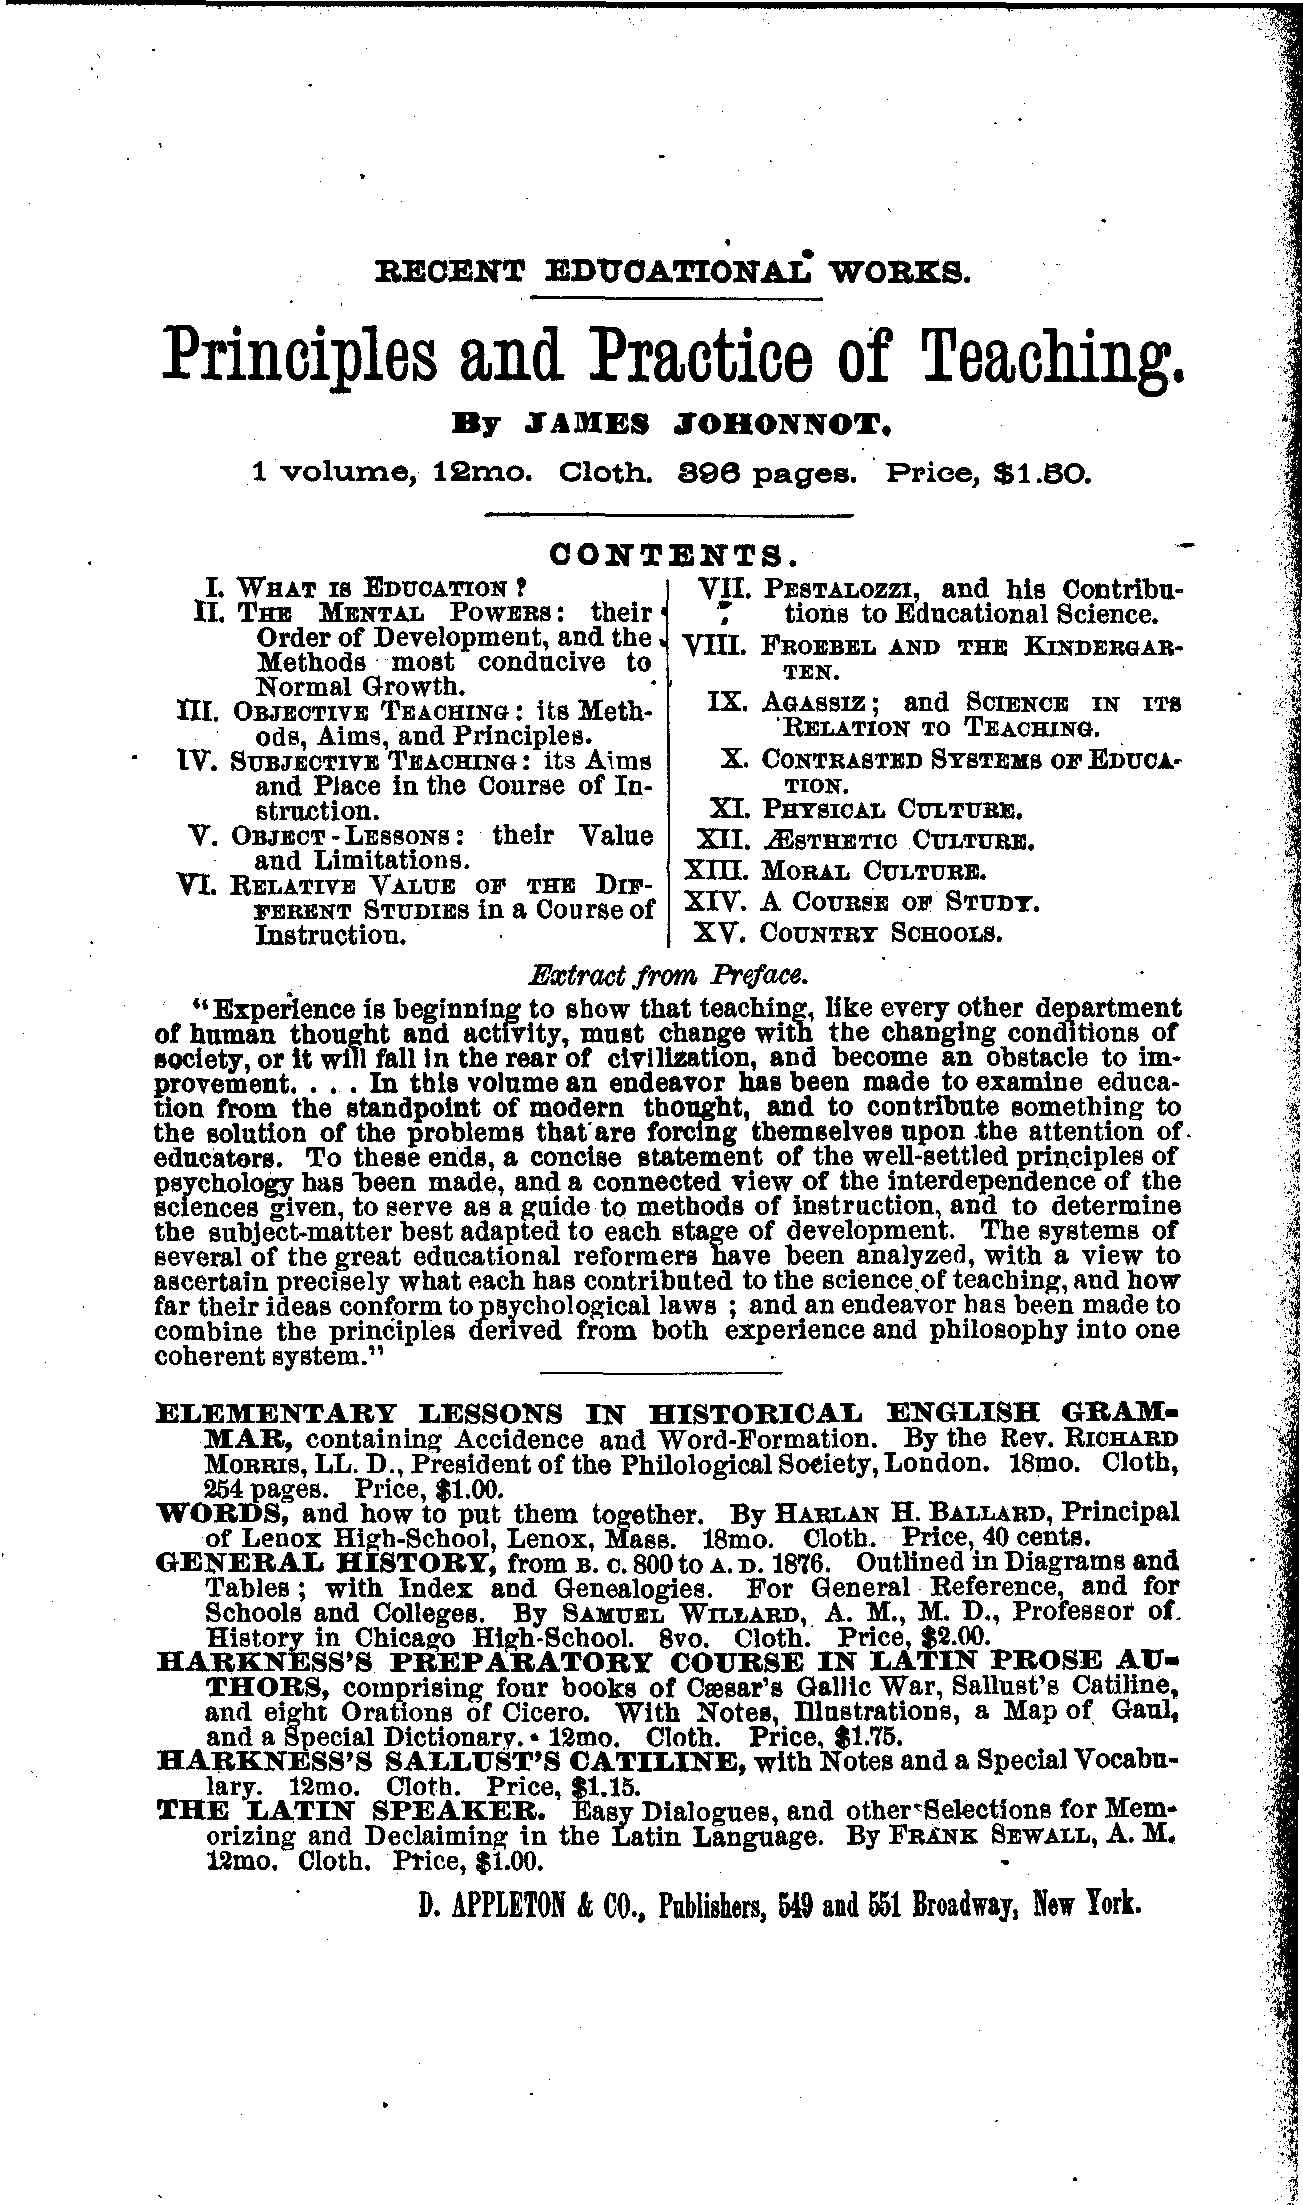 RECENT EDUCATIONAL WORKS.
Principles and Practice of Teaching.
By JAMES JOHONNOT.
1 volume, 12mo. Cloth. 396 pages. Price, $1.50.
CONTENTS.
I. WHAT IS EDUCATION?
II. THE MENTAL POWERS: their
Order of Development, and the
Methods most conducive to
Normal Growth.
III. OBJECTIVE TEACHING: its Meth-
ods, Aims, and Principles.
IV. SUBJECTIVE TEACHING: its Aims
and Place in the Course of In-
struction.
V. OBJECT-LESSONS: their Value
and Limitations.
VI. RELATIVE VALUE OF THE DIF-
FERENT STUDIES in a Course of
Instruction.
VII. PESTALOZZI, and his Contribu-
tions to Educational Science.
VIII. FROEBEL AND THE KINDERGAR-
TEN.
IX. AGASSIZ; and SCIENCE IN ITS
RELATION TO TEACHING.
X. CONTRASTED SYSTEMS OF EDUCA-
TION.
XI. PHYSICAL CULTURE.
XII. ÆSTHETIC CULTURE.
XIII. MORAL CULTURE.
XIV. A COURSE OF STUDY.
XV. COUNTRY SCHOOLS.
Extract from Preface.
"Experience is beginning to show that teaching, like every other department
of human thought and activity, must change with the changing conditions of
society, or it will fall in the rear of civilization, and become an obstacle to im-
provement. . . . In this volume an endeavor has been made to examine educa-
tion from the standpoint of modern thought, and to contribute something to
the solution of the problems that are forcing themselves upon the attention of
educators. To these ends, a concise statement of the well-settled principles of
psychology has been made, and a connected view of the interdependence of the
sciences given, to serve as a guide to methods of instruction, and to determine
the subject-matter best adapted to each stage of development. The systems of
several of the great educational reformers have been analyzed, with a view to
ascertain precisely what each has contributed to the science of teaching, and how
far their ideas conform to psychological laws ; and an endeavor has been made to
combine the principles derived from both experience and philosophy into one
coherent system."
ELEMENTARY LESSONS IN HISTORICAL ENGLISH GRAM-
MAR, containing Accidence and Word-Formation. By the Rev. RICHARD
MORRIS, LL. D., President of the Philological Society, London. 18mo. Cloth,
254 pages. Price, $1.00.
WORDS, and how to put them together. By HARLAN H. BALLARD, Principal
of Lenox High-School, Lenox, Mass. 18mo. Cloth. Price, 40 cents.
GENERAL HISTORY, from B. C. 800 to A. D. 1876. Outlined in Diagrams and
Tables ; with Index and Genealogies. For General Reference, and for
Schools and Colleges. By SAMUEL WILLARD, A. M., M. D., Professor of
History in Chicago High-School. 8vo. Cloth. Price, $2.00.
HARKNESS'S PREPARATORY COURSE IN LATIN PROSE AU-
THORS, comprising four books of Cæsar's Gallic War, Sallust's Catiline,
and eight Orations of Cicero. With Notes, Illustrations, a Map of Gaul,
and a Special Dictionary. 12mo. Cloth. Price, $1.75.
HARKNESS'S SALLUST'S CATILINE, with Notes and a Special Vocabu-
lary. 12mo. Cloth. Price, $1.15.
THE LATIN SPEAKER. Easy Dialogues, and other Selections for Mem-
orizing and Declaiming in the Latin Language. By FRANK SEWALL, A. M.
12mo. Cloth. Price, $1.00.
D. APPLETON & CO., Publishers, 549 and 551 Broadway, New York.